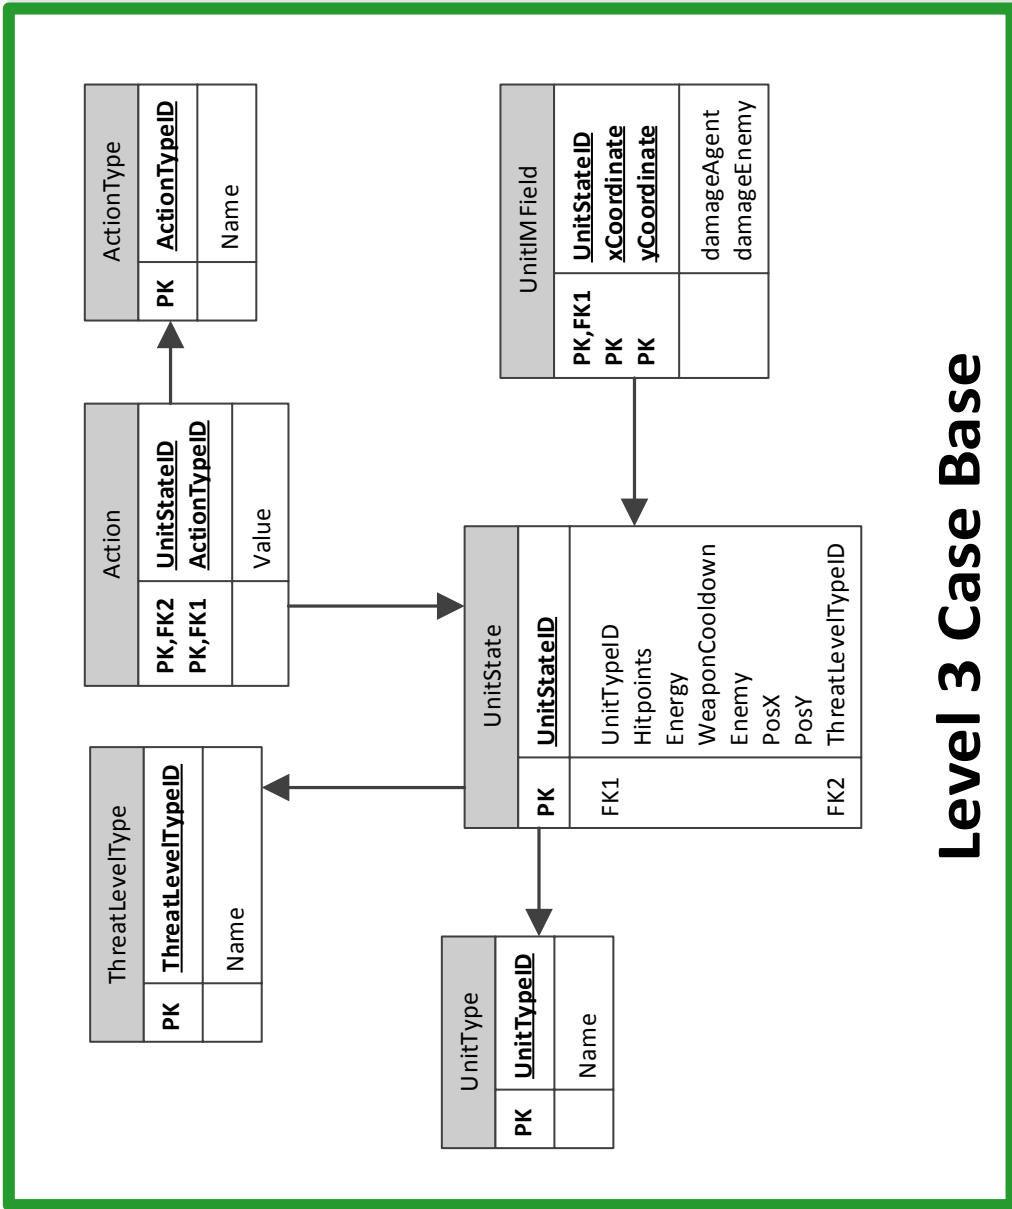 ThreatLevelType
PK ThreatLevelTypeID
Name
Action
PK,FK2 UnitStateID
PK,FK1 ActionTypeID
Value
ActionType
PK ActionTypeID
Name
UnitType
PK UnitTypeID
Name
UnitState
PK UnitStateID
FK1 UnitTypeID
Hitpoints
Energy
WeaponCooldown
Enemy
PosX
PosY
FK2 ThreatLevelTypeID
UnitIMField
PK,FK1 UnitStateID
PK xCoordinate
PK yCoordinate
damageAgent
damageEnemy
Level 3 Case Base